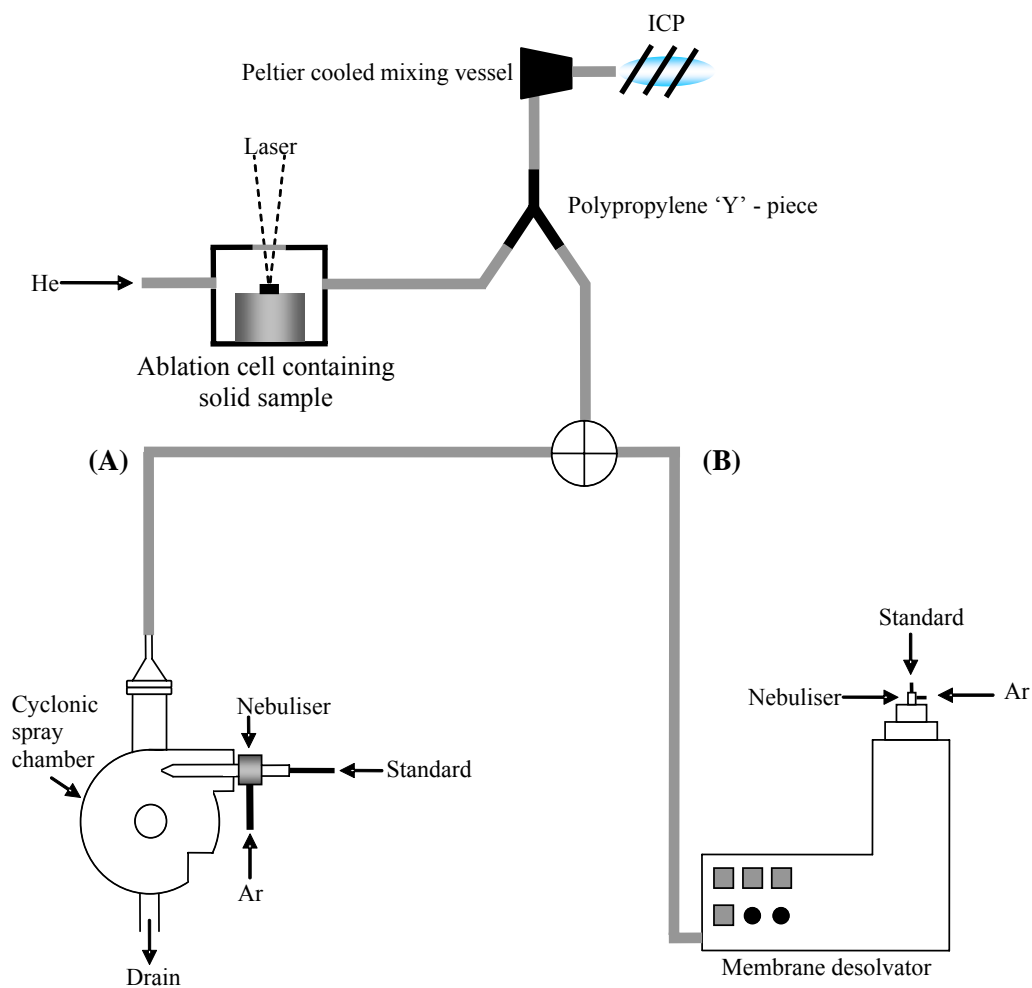 ICP
Peltier cooled mixing vessel
Laser
Polypropylene ‘Y’ - piece
He
Ablation cell containing
solid sample
(A)
(B)
Standard
Nebuliser
Ar
Cyclonic
spray
chamber
Nebuliser
Standard
Ar
Drain
Membrane desolvator